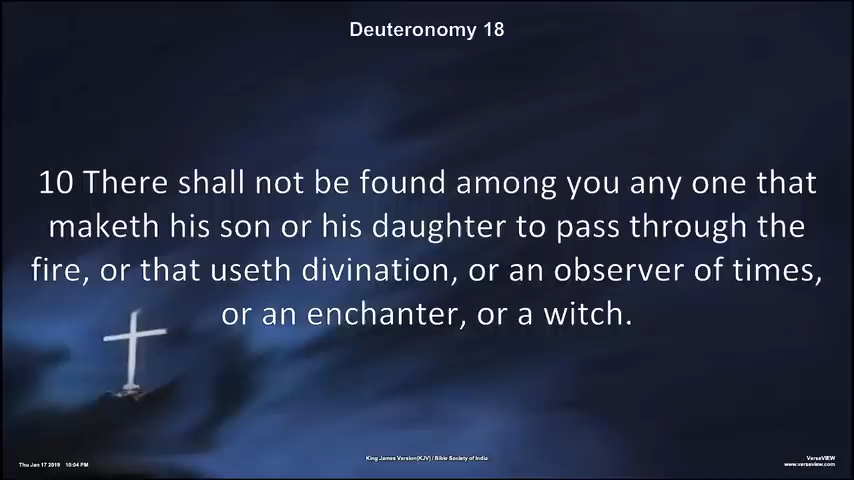 Deuteronomy 18
10 There shall not be found among you any one that
maketh his son or his daughter to pass through the
fire, or that useth divination, or an observer of times,
or an enchanter, or a witch.
King James Version(KJV) / Bible Society of India
Thu Jan 17 2019 10:04 PM
VerseVIEW
www.verseview.com